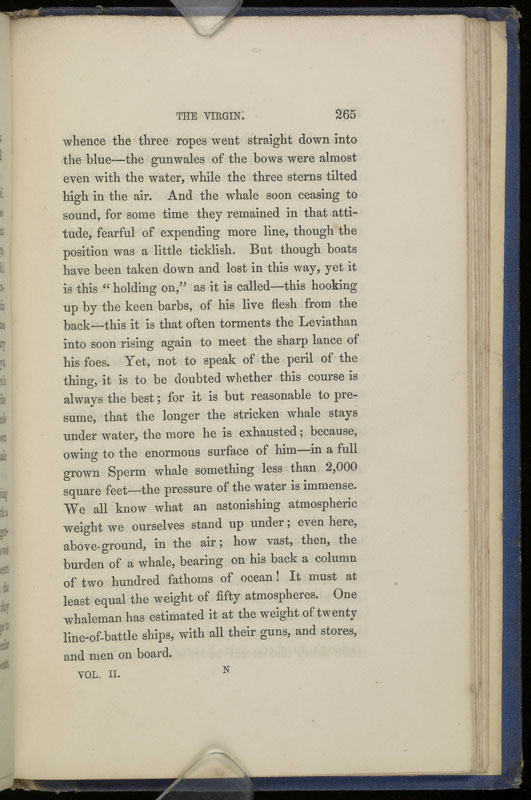 THE VIRGIN. 265
whence the three ropes went straight down into
the blue—the gunwales of the bows were almost
even with the water, while the three sterns tilted
high in the air. And the whale soon ceasing to
sound, for some time they remained in that atti-
tude, fearful of expending more line, though the
position was a little ticklish. But though boats
have been taken down and lost in this way, yet it
is this “ holding on,” as it is called—this hooking
up by the keen barbs, of his live flesh from the
back—this it is that often torments the Leviathan
into soon rising again to meet the sharp lance of
his foes. Yet, not to speak of the peril of the
thing, it is to be doubted whether this course is
always the best ; for it is but reasonable to pre-
sume, that the longer the stricken whale stays
under water, the more he is exhausted ; because,
owing to the enormous surface of him—in a full
grown Sperm whale something less than 2,000
square feet—the pressure of the water is immense.
We all know what an astonishing atmospheric
weight we ourselves stand up under ; even here,
above-ground, in the air ; how vast, then, the
burden of a whale, bearing on his back a column
of two hundred fathoms of ocean ! It must at
least equal the weight of fifty atmospheres. One
whaleman has estimated it at the weight of twenty
line-of-battle ships, with all their guns, and stores,
and men on board.
VOL. II. N